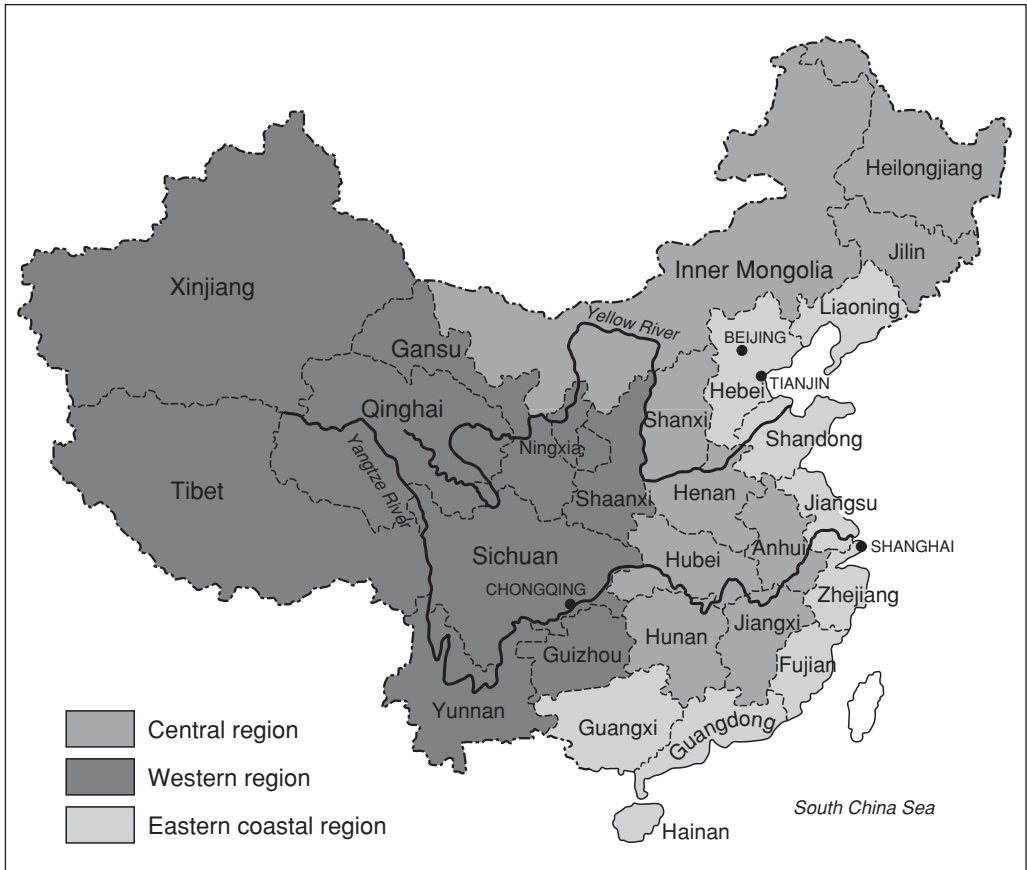 Heilongjiang
Jilin
Inner Mongolia
Xinjiang
Liaoning
Yellow River
BEIJING
Gansu
TIANJIN
Hebei
Qinghai
Shanxi
Shandong
Ningxia
Yangtze River
Tibet
Shaanxi
Henan
Jiangsu
SHANGHAI
Anhui
Sichuan
Hubei
CHONGQING
Zhejiang
Jiangxi
Hunan
Guizhou
Fujian
Yunnan
Guangxi
Guangdong
Central region
Western region
Eastern coastal region
South China Sea
Hainan